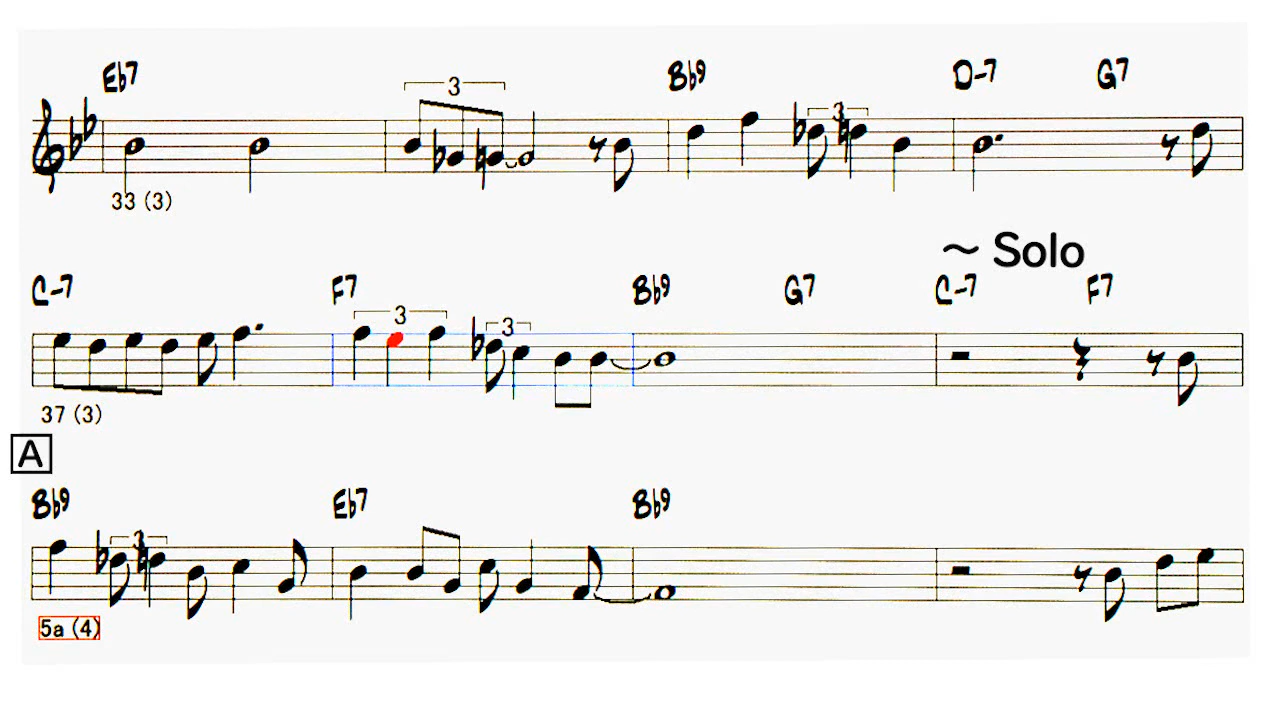 Eb7 Bb9 D-7 G7
3 3
33 (3)
~ Solo
C-7 F7 Bb9 G7 C-7 F7
3 3
37 (3)
A
Bb9 Eb7 Bb9
3
5a (4)